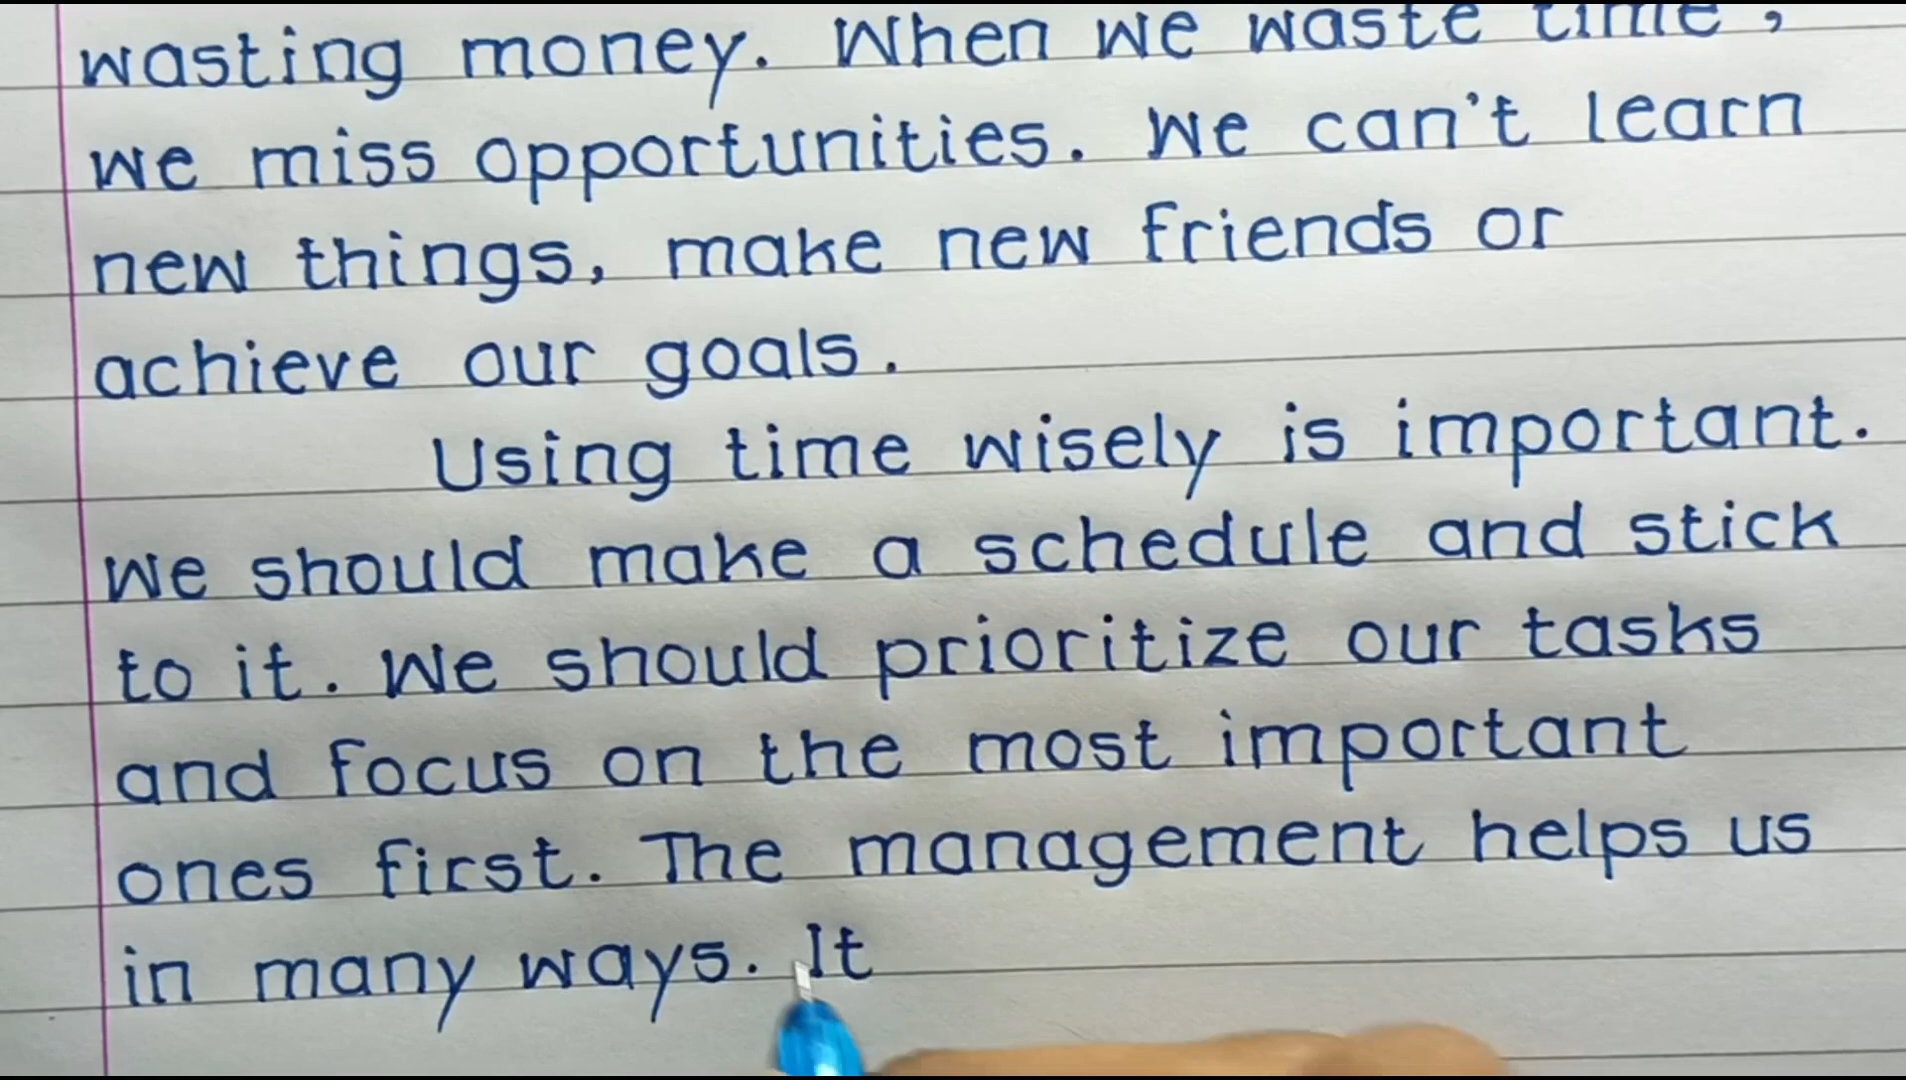 wasting money. When we waste time,
we miss opportunities. We can't learn
new things, make new friends or
achieve our goals.
Using time wisely is important.
We should make a schedule and stick
to it. We should prioritize our tasks
and focus on the most important
ones first. The management helps us
in many ways. It